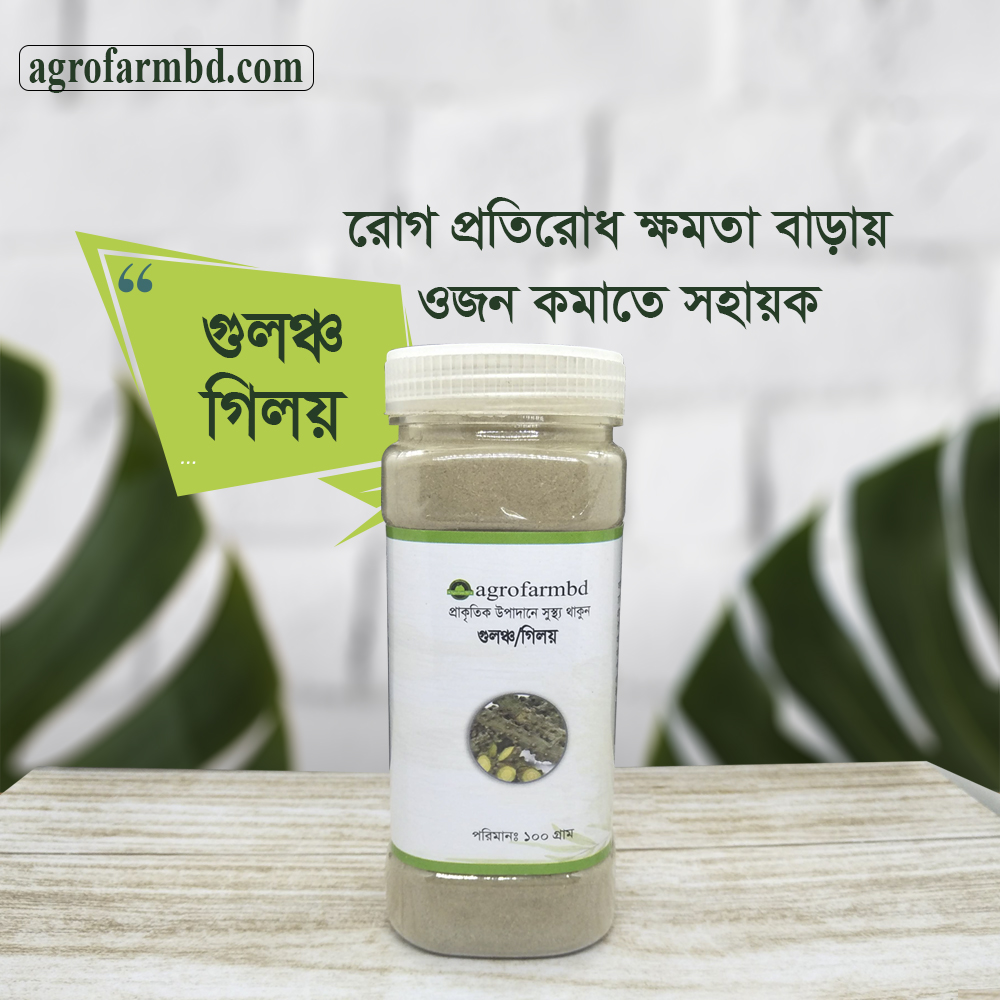 agrofarmbd.com
রোগ প্রতিরোধ ক্ষমতা বাড়ায়
ওজন কমাতে সহায়ক
“
গুলঞ্চ
গিলয়
...
agrofarmbd
প্রাকৃতিক উপাদানে সুস্থ্য থাকুন
গুলঞ্চ/গিলয়
পরিমানঃ ১০০ গ্রাম